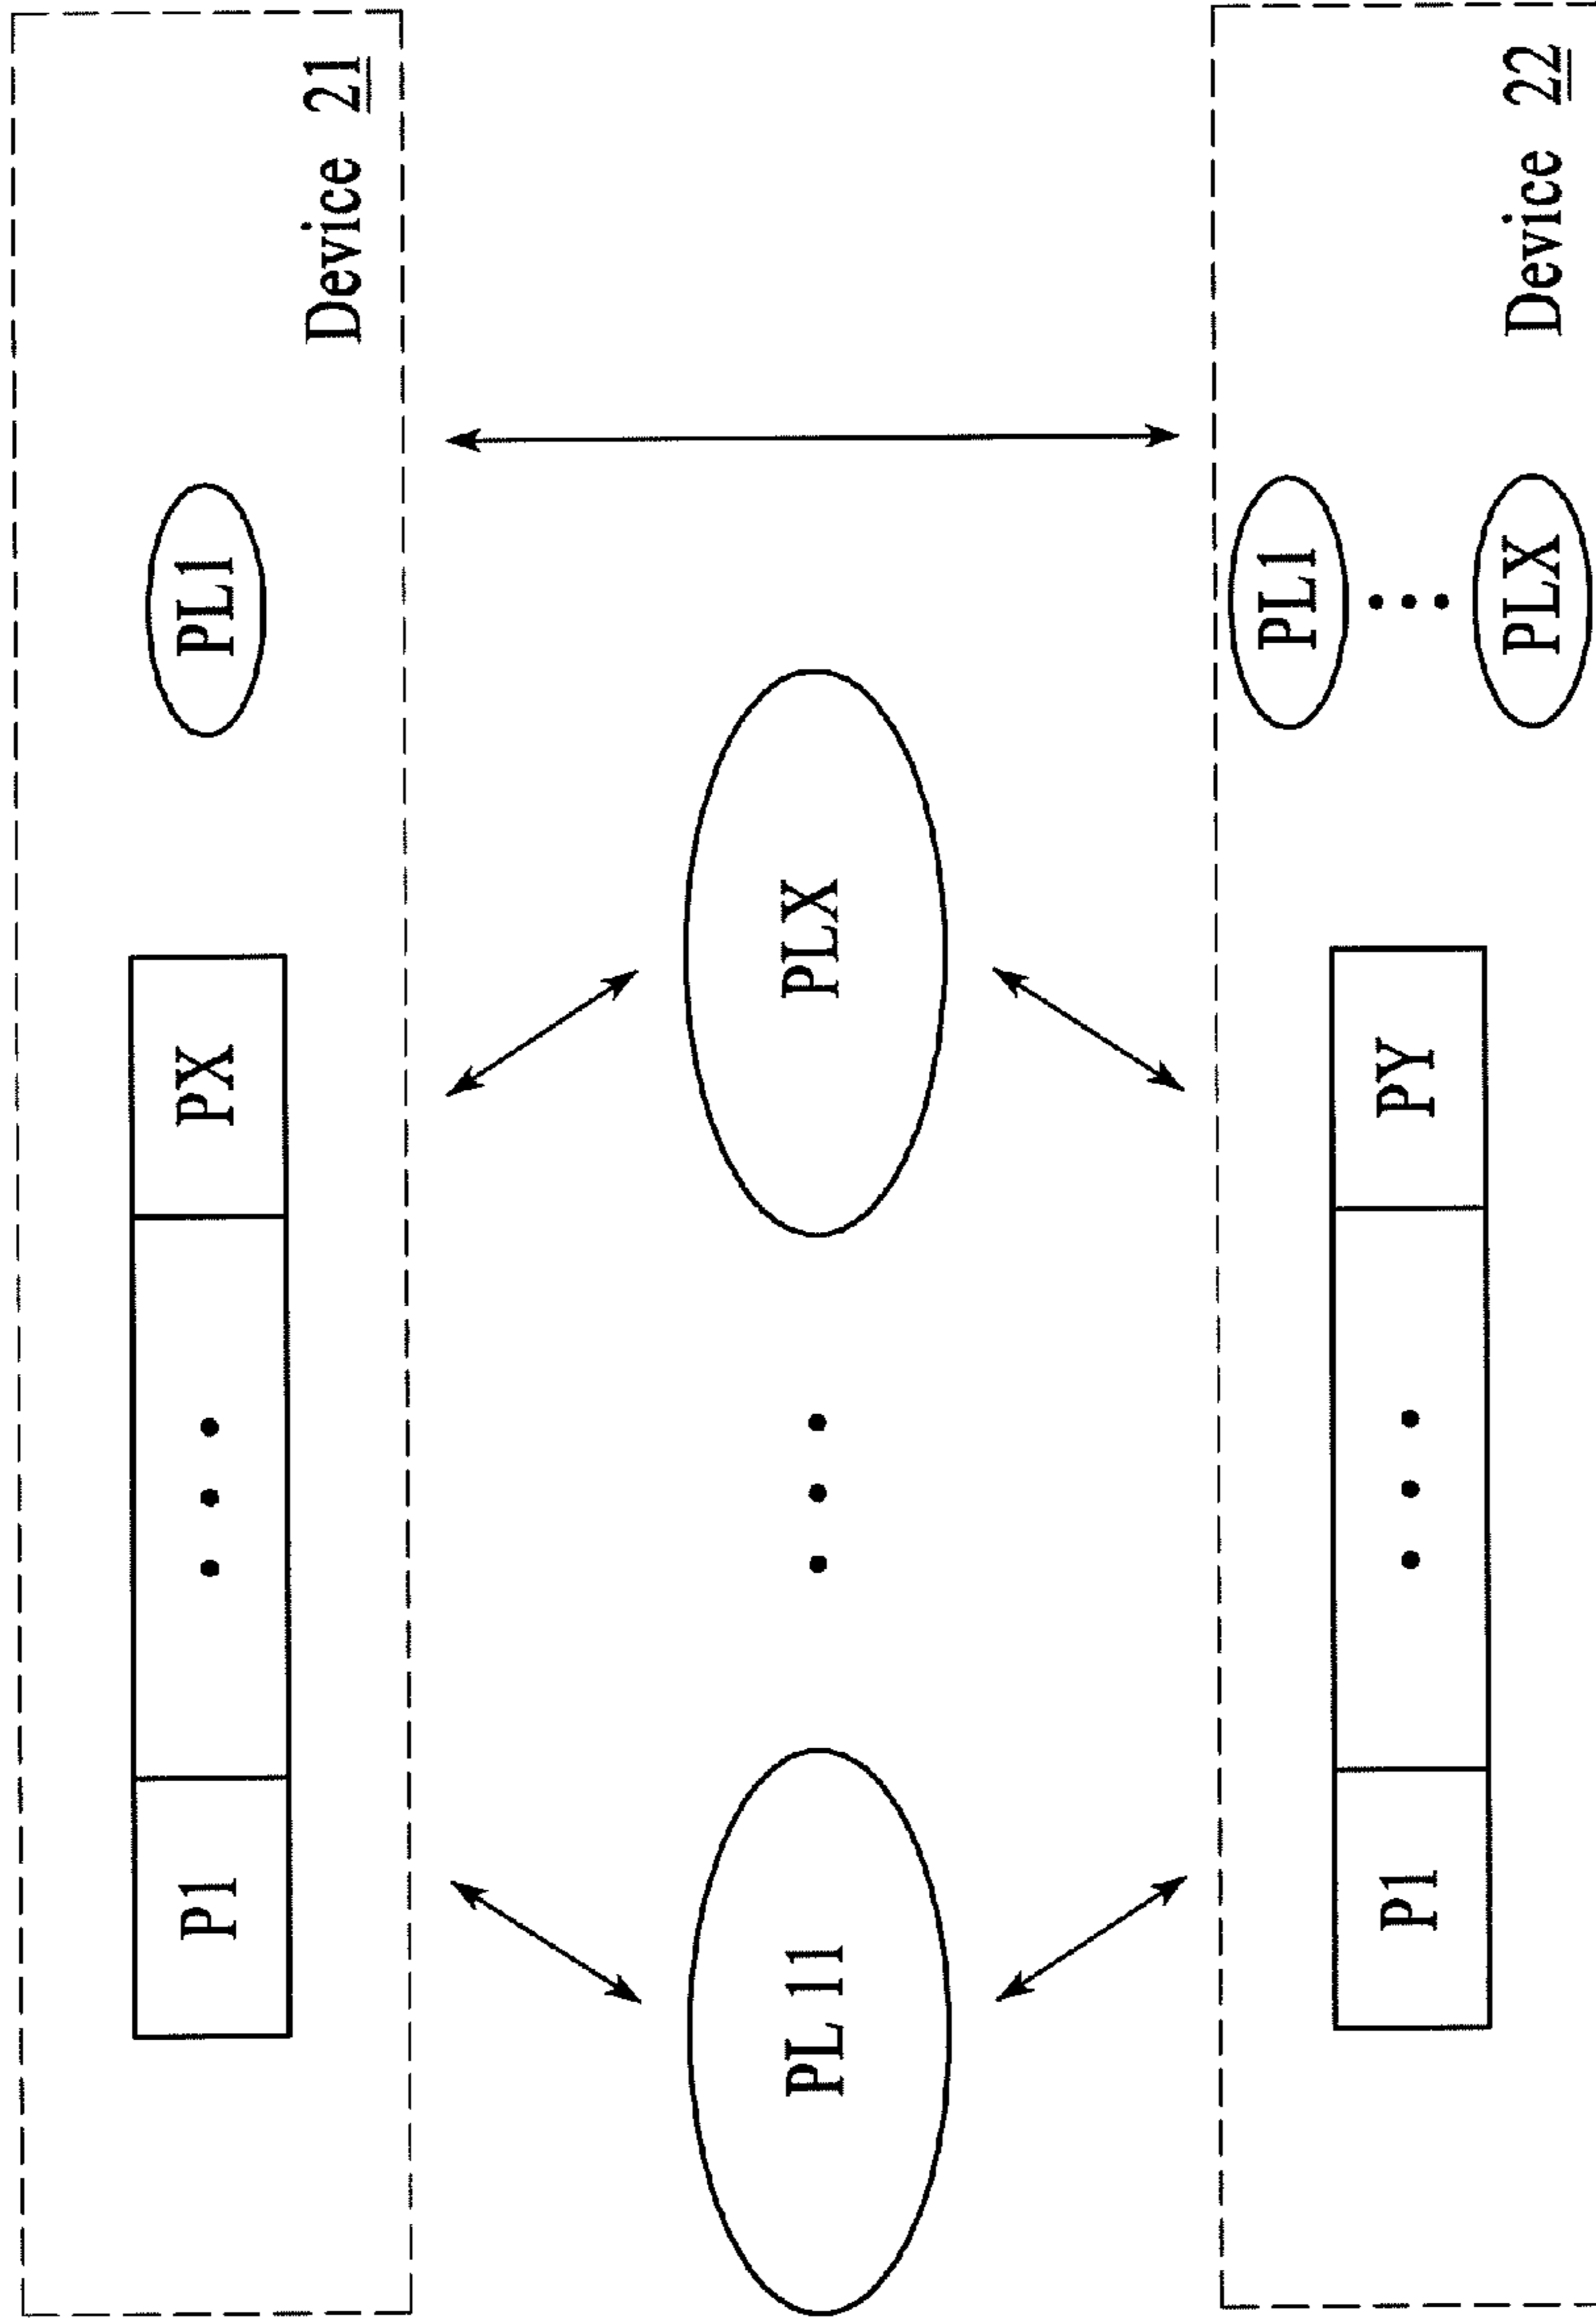 P1
• • •
PX
PL1
Device 21
PL 11
• • •
PLX
P1
• • •
PY
PL1
• • •
PLX
Device 22